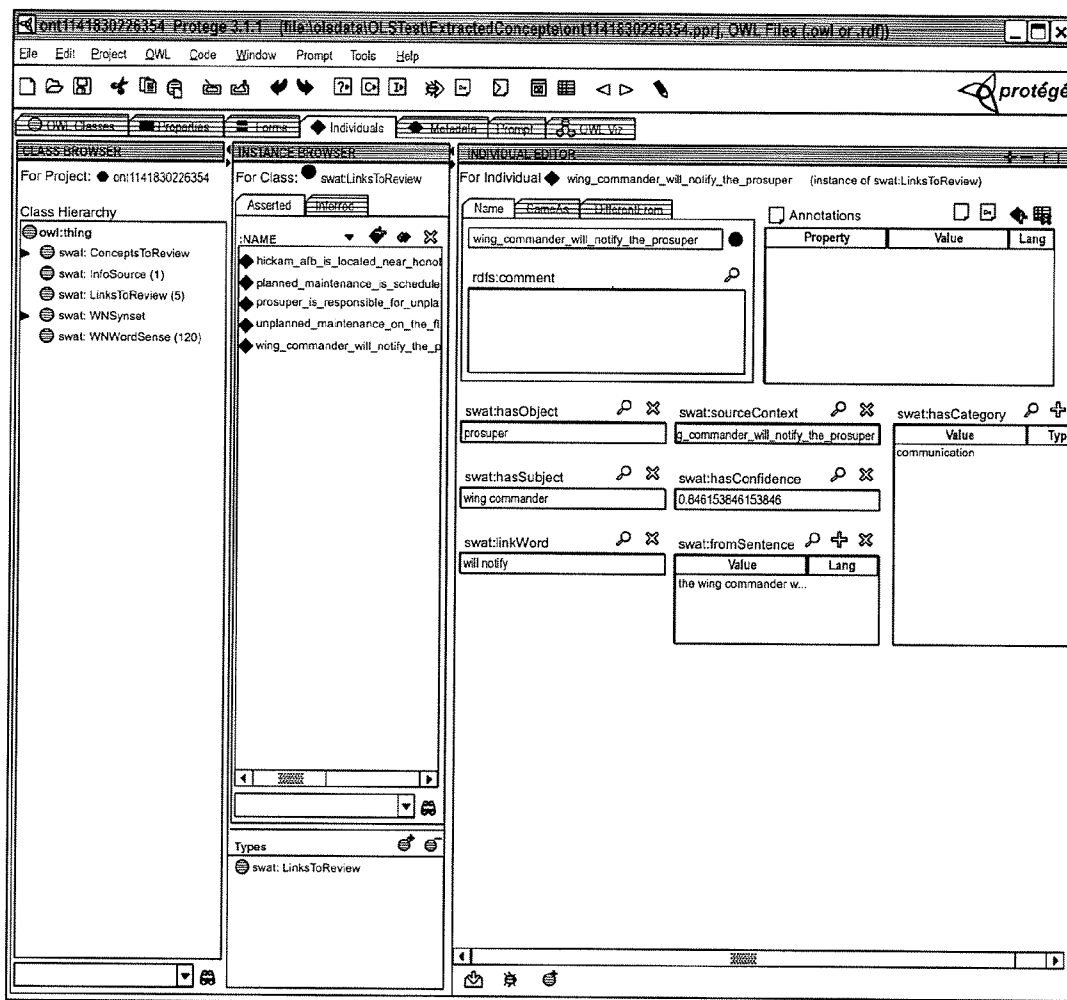 ont1141830226354 Protege 3.1.1 [file:\olsdata\OLSTest\ExtractedConcepts\ont1141830226354.pprj, OWL Files (.owl or .rdf)]
File Edit Project OWL Code Window Prompt Tools Help
protégé
OWL Classes Properties Forms Individuals Metadata Prompt OWL Viz
CLASS BROWSER
For Project: ont1141830226354
Class Hierarchy
owl:thing
swat: ConceptsToReview
swat: InfoSource (1)
swat: LinksToReview (5)
swat: WNSynset
swat: WNWordSense (120)
INSTANCE BROWSER
For Class: swat:LinksToReview
Asserted
:NAME
hickam_afb_is_located_near_honol
planned_maintenance_is_schedule
prosuper_is_responsible_for_unpla
unplanned_maintenance_on_the_fl
wing_commander_will_notify_the_p
Types
swat: LinksToReview
INDIVIDUAL EDITOR
For Individual wing_commander_will_notify_the_prosuper (instance of swat:LinksToReview)
Name DifferentFrom
wing_commander_will_notify_the_prosuper
rdfs:comment
Annotations
Property Value Lang
swat:hasObject
prosuper
swat:sourceContext
g_commander_will_notify_the_prosuper
swat:hasCategory
Value Typ
communication
swat:hasSubject
wing commander
swat:hasConfidence
0.846153846153846
swat:linkWord
will notify
swat:fromSentence
Value Lang
the wing commander w...